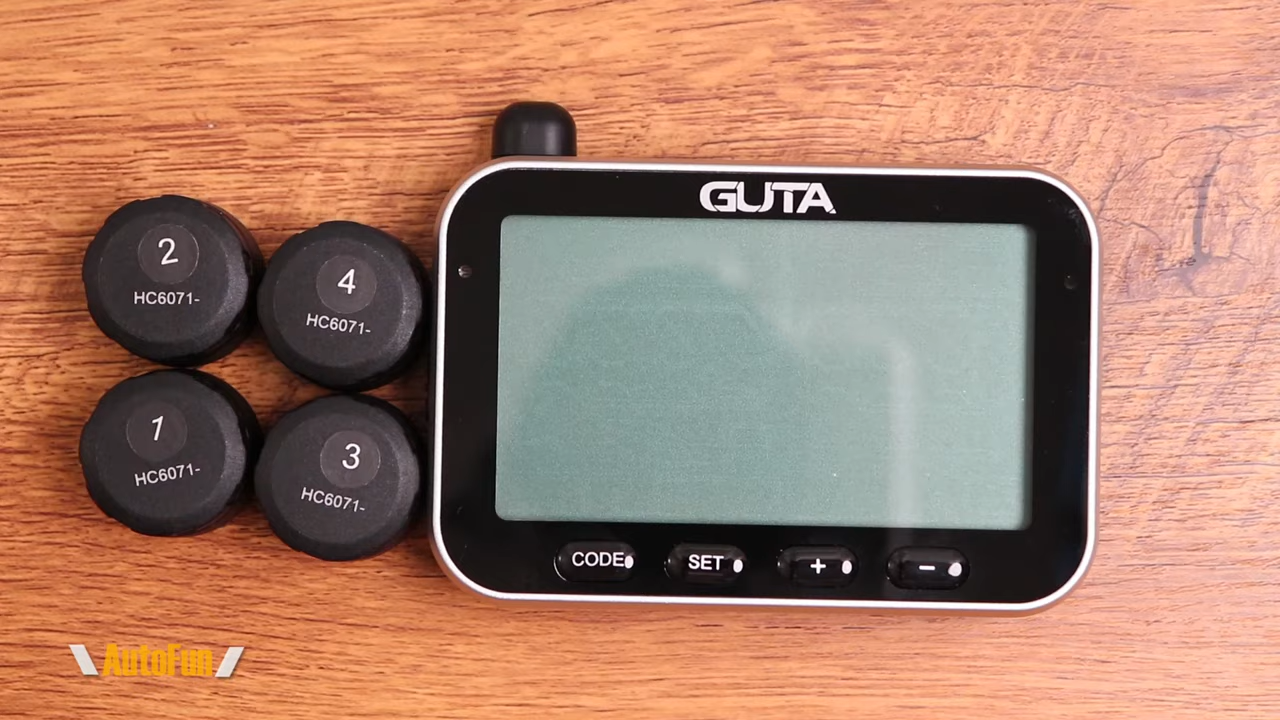 GUTA
2
HC6071-
4
HC6071-
1
HC6071-
3
HC6071-
CODE
SET
+
-
AutoFun